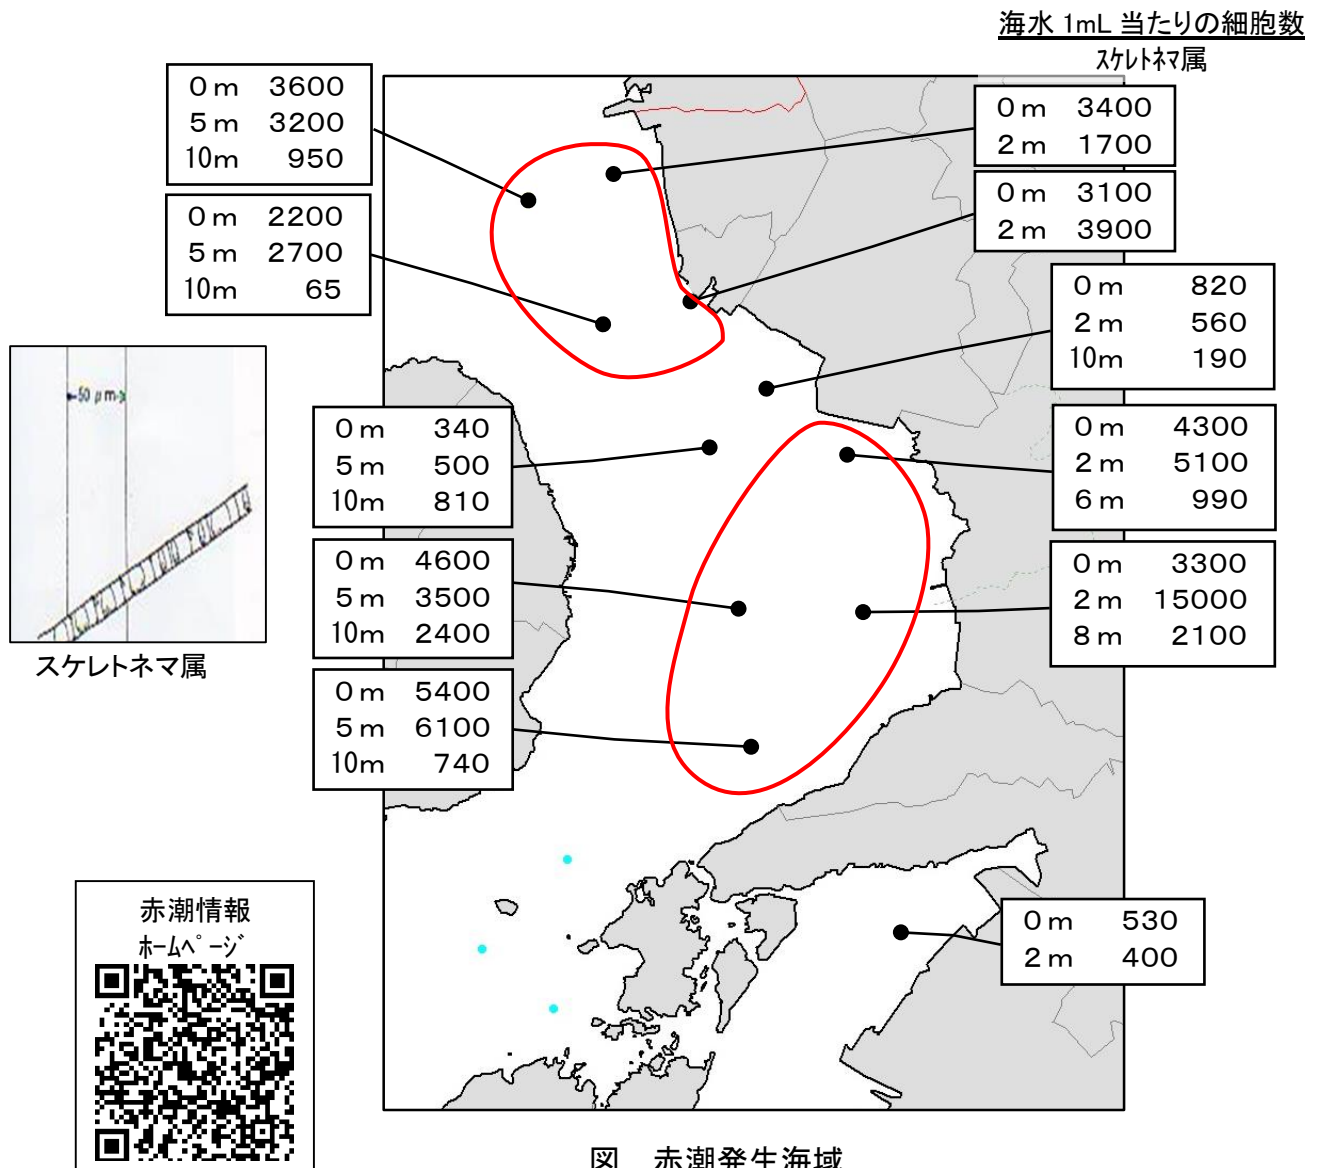 海水 1mL 当たりの細胞数
スケレトネマ属
0m 3600
5m 3200
10m 950
0m 2200
5m 2700
10m 65
0m 3400
2m 1700
0m 3100
2m 3900
0m 820
2m 560
10m 190
0m 4300
2m 5100
6m 990
0m 3300
2m 15000
8m 2100
50μm
スケレトネマ属
0m 340
5m 500
10m 810
0m 4600
5m 3500
10m 2400
0m 5400
5m 6100
10m 740
0m 530
2m 400
赤潮情報
ホームページ
図 赤潮発生海域